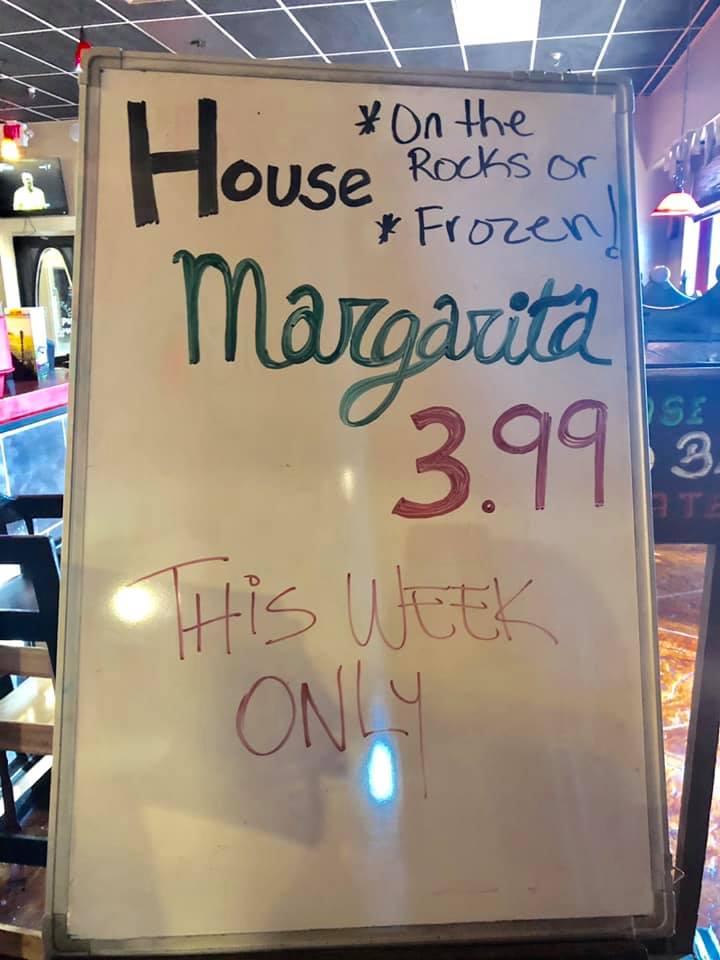 House
*On the
Rocks or
* Frozen!
Margarita
3.99
THiS WEEK
ONLY